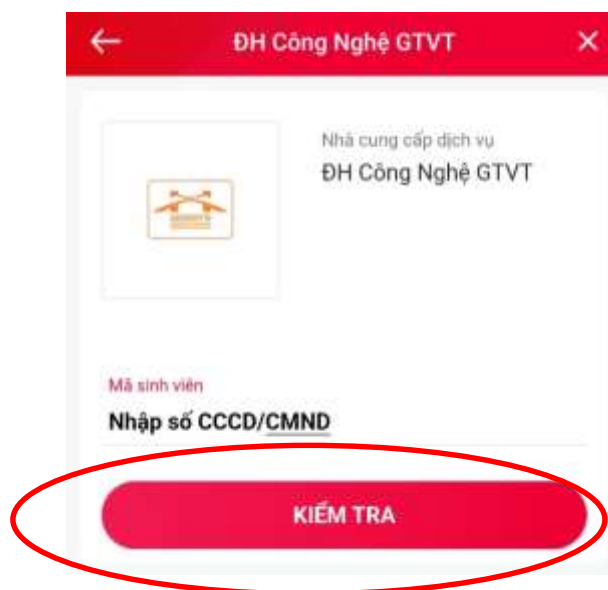 ĐH Công Nghệ GTVT
Nhà cung cấp dịch vụ
ĐH Công Nghệ GTVT
Mã sinh viên
Nhập số CCCD/CMND
KIỂM TRA